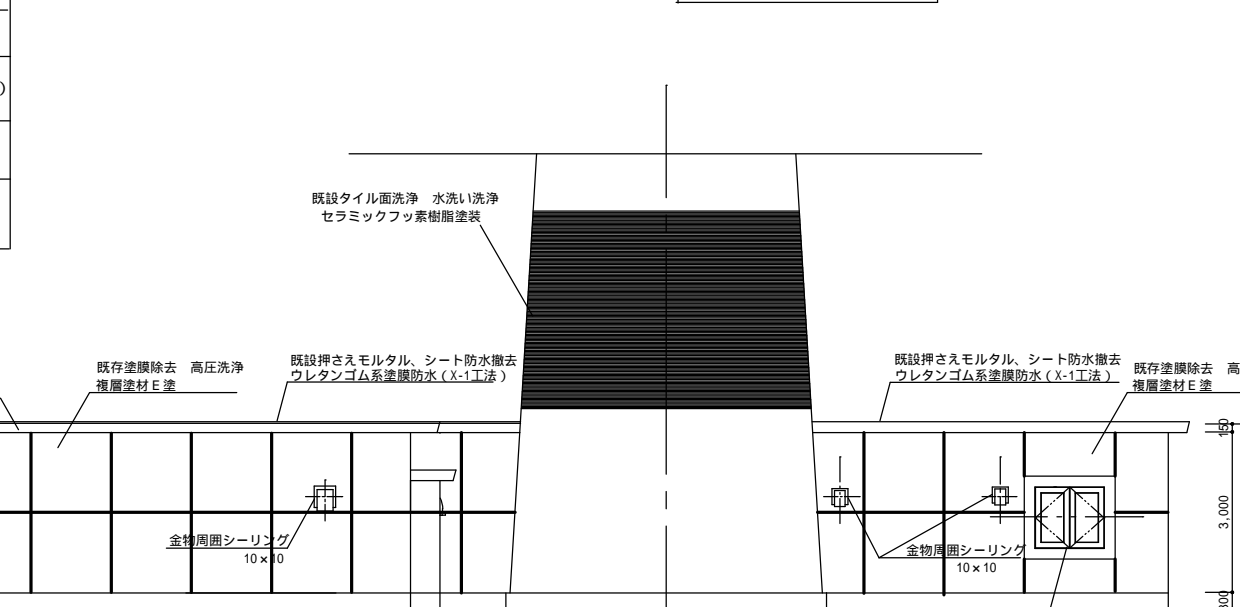 既設タイル面洗浄　水洗い洗浄
セラミックフッ素樹脂塗装
既存塗膜除去　高圧洗浄
複層塗材Ｅ塗
既設押さえモルタル、シート防水撤去
ウレタンゴム系塗膜防水（X-1工法）
既設押さえモルタル、シート防水撤去
ウレタンゴム系塗膜防水（X-1工法）
既存塗膜除去　高
複層塗材Ｅ塗
150
3,000
金物周囲シーリング
10×10
金物周囲シーリング
10×10